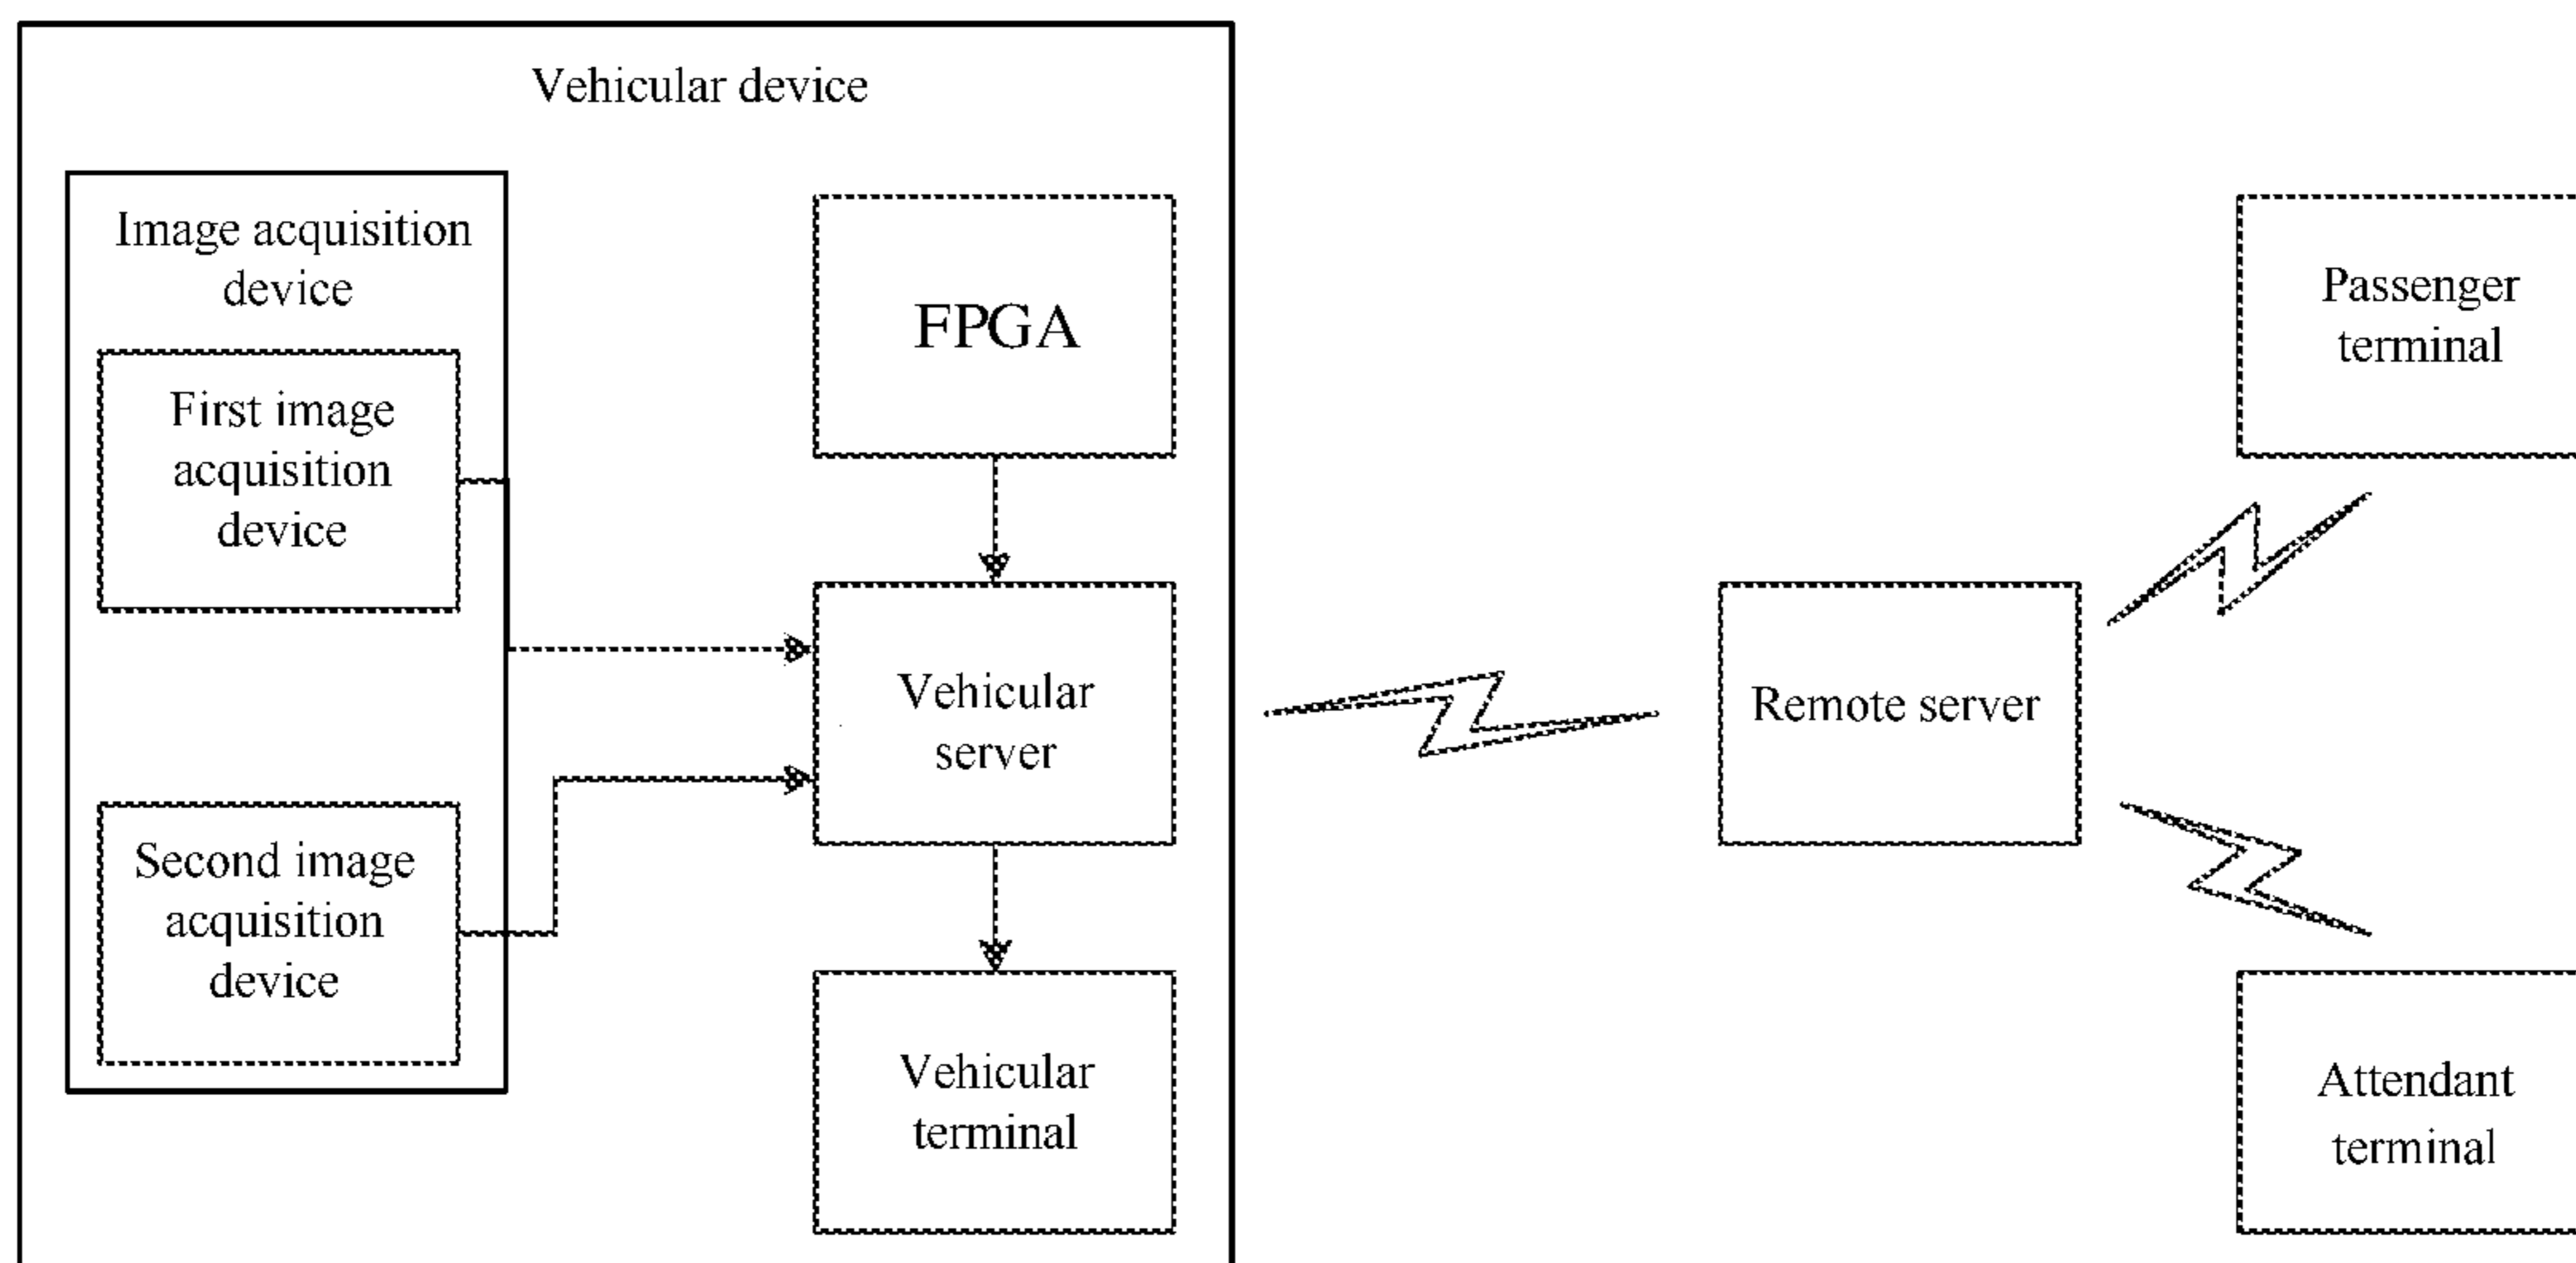 Vehicular device
Image acquisition
device
First image
acquisition
device
Second image
acquisition
device
FPGA
Vehicular
server
Vehicular
terminal
Remote server
Passenger
terminal
Attendant
terminal